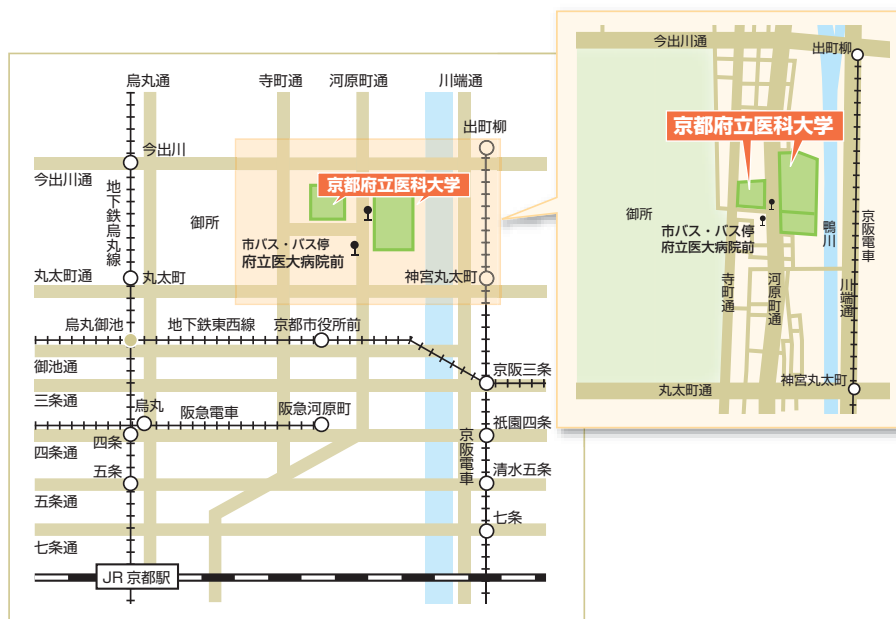 烏丸通
寺町通
河原町通
川端通
出町柳
今出川
今出川通
地下鉄烏丸線
京都府立医科大学
御所
市バス・バス停
府立医大病院前
丸太町通
丸太町
神宮丸太町
烏丸御池
地下鉄東西線
京都市役所前
御池通
京阪三条
三条通
烏丸
阪急電車
阪急河原町
祇園四条
四条
四条通
京阪電車
五条
清水五条
五条通
七条
七条通
JR 京都駅
今出川通
出町柳
京都府立医科大学
御所
市バス・バス停
府立医大病院前
鴨川
京阪電車
寺町通
河原町通
川端通
神宮丸太町
丸太町通